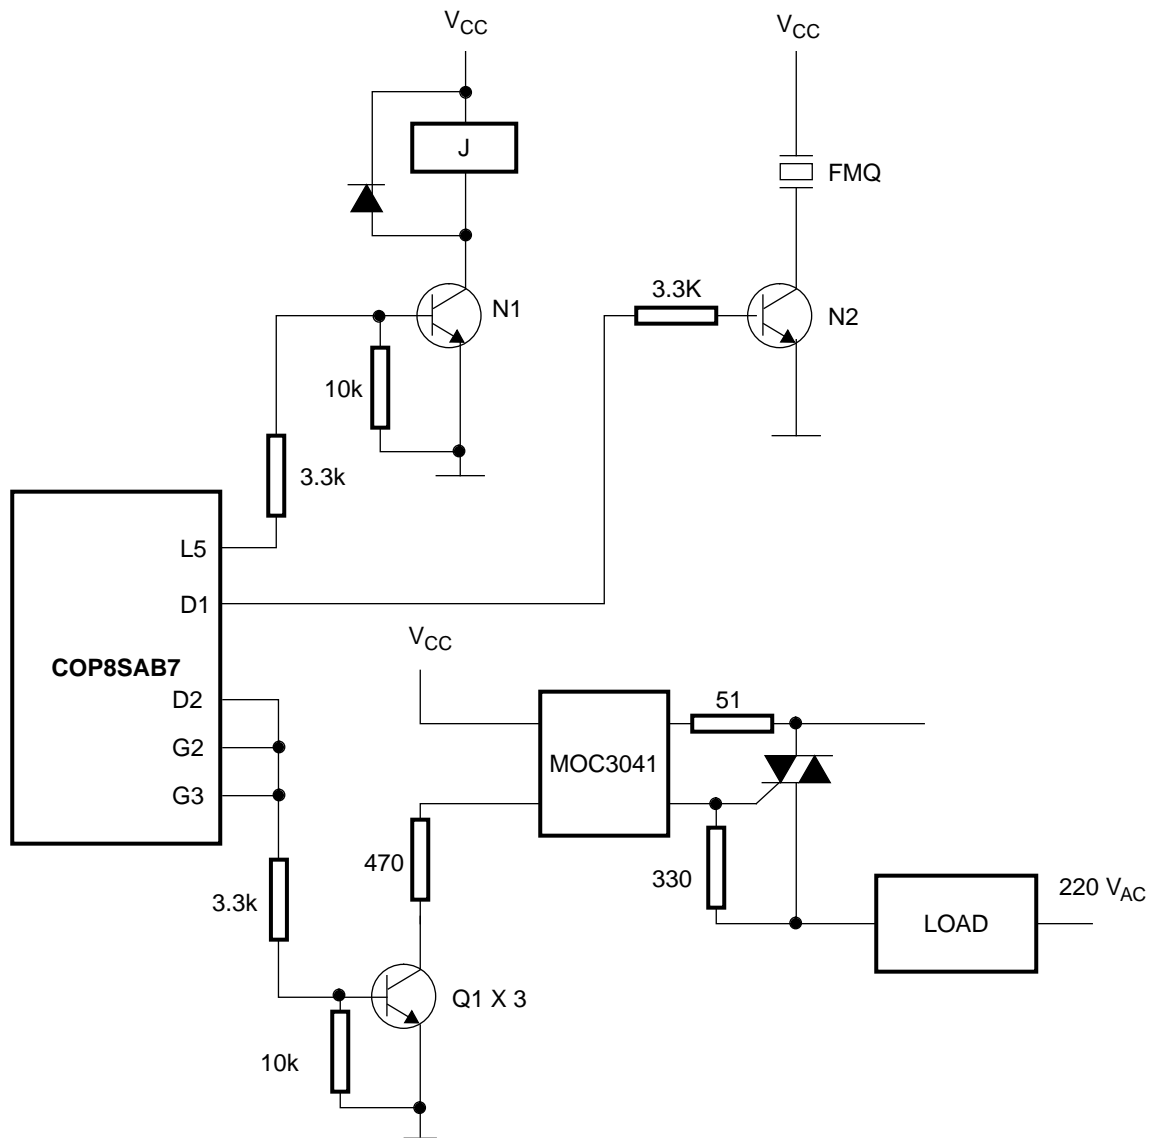 VCC
VCC
J
FMQ
N1
3.3K
N2
10k
3.3k
L5
D1
COP8SAB7
D2
G2
G3
VCC
51
MOC3041
470
330
220 VAC
LOAD
3.3k
Q1 X 3
10k